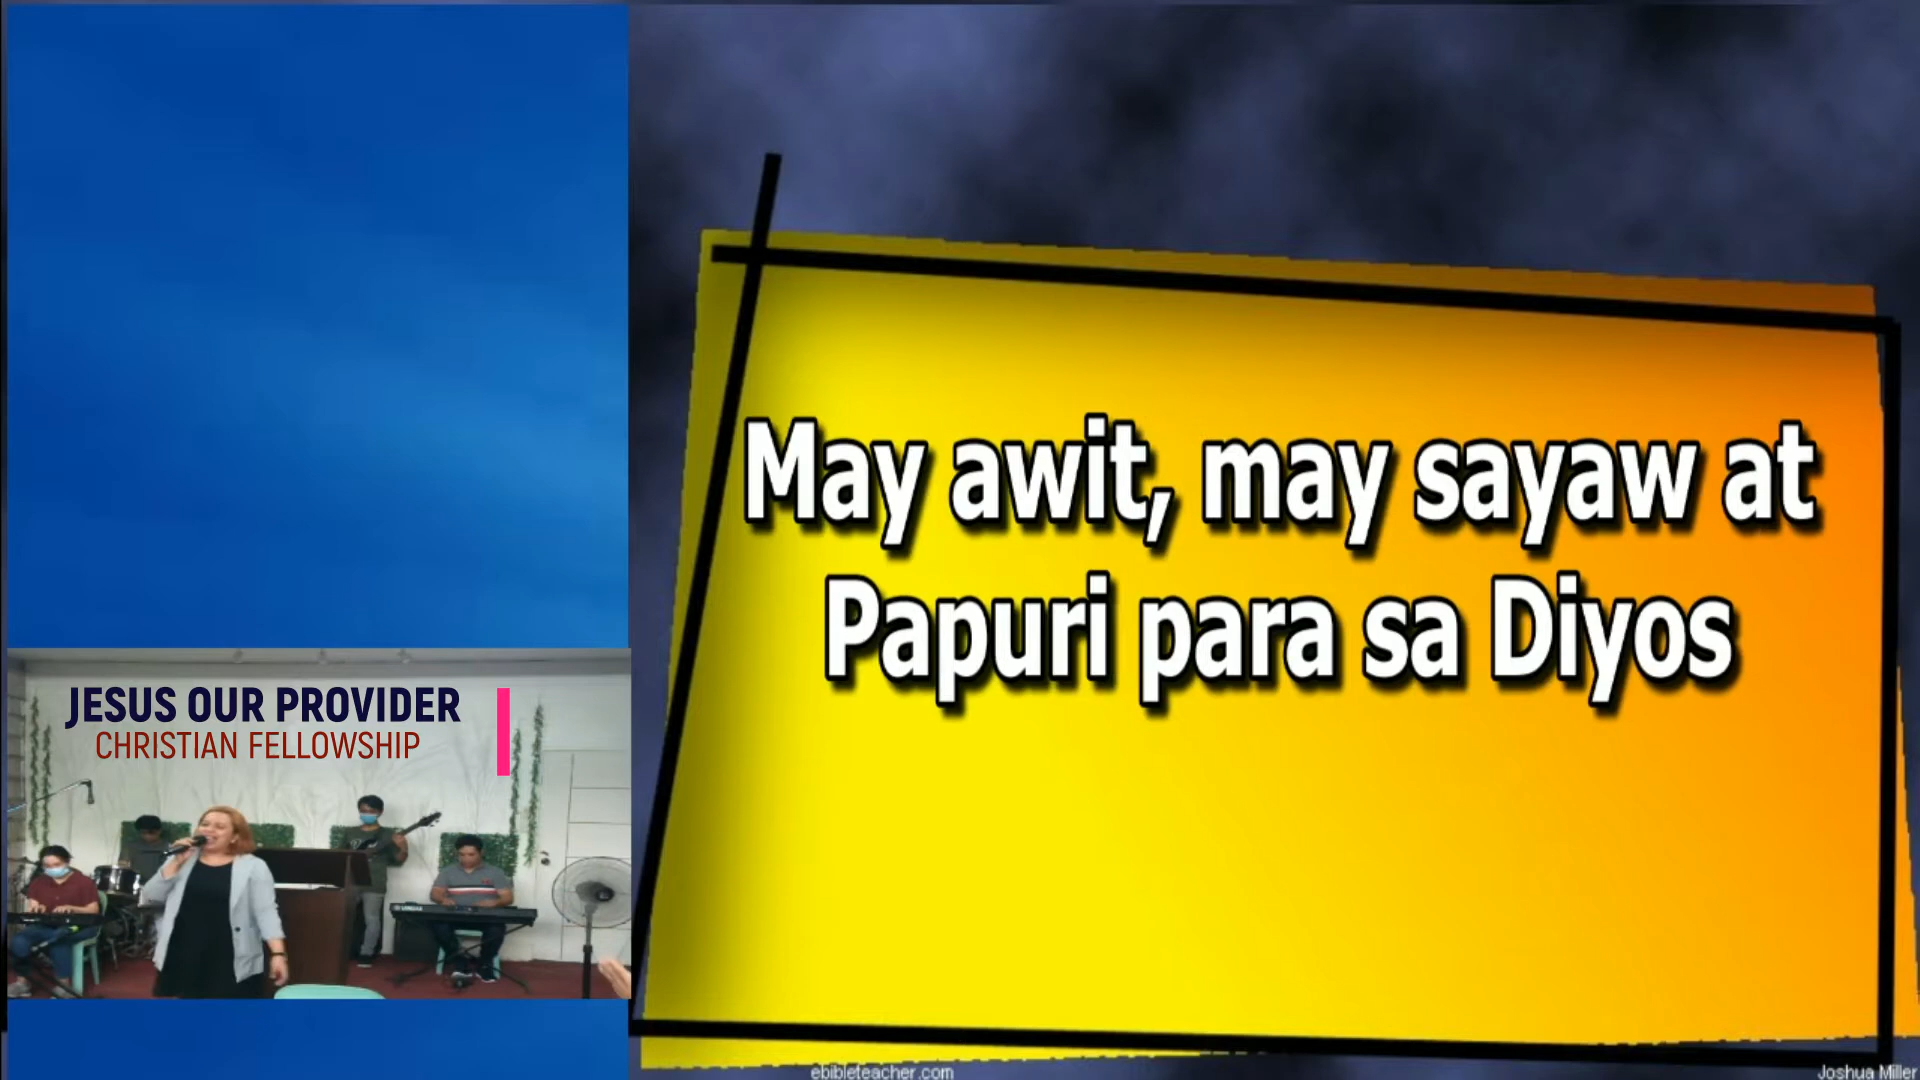 JESUS OUR PROVIDER
CHRISTIAN FELLOWSHIP
May awit, may sayaw at
Papuri para sa Diyos
ebibleteacher.com
Joshua Miller